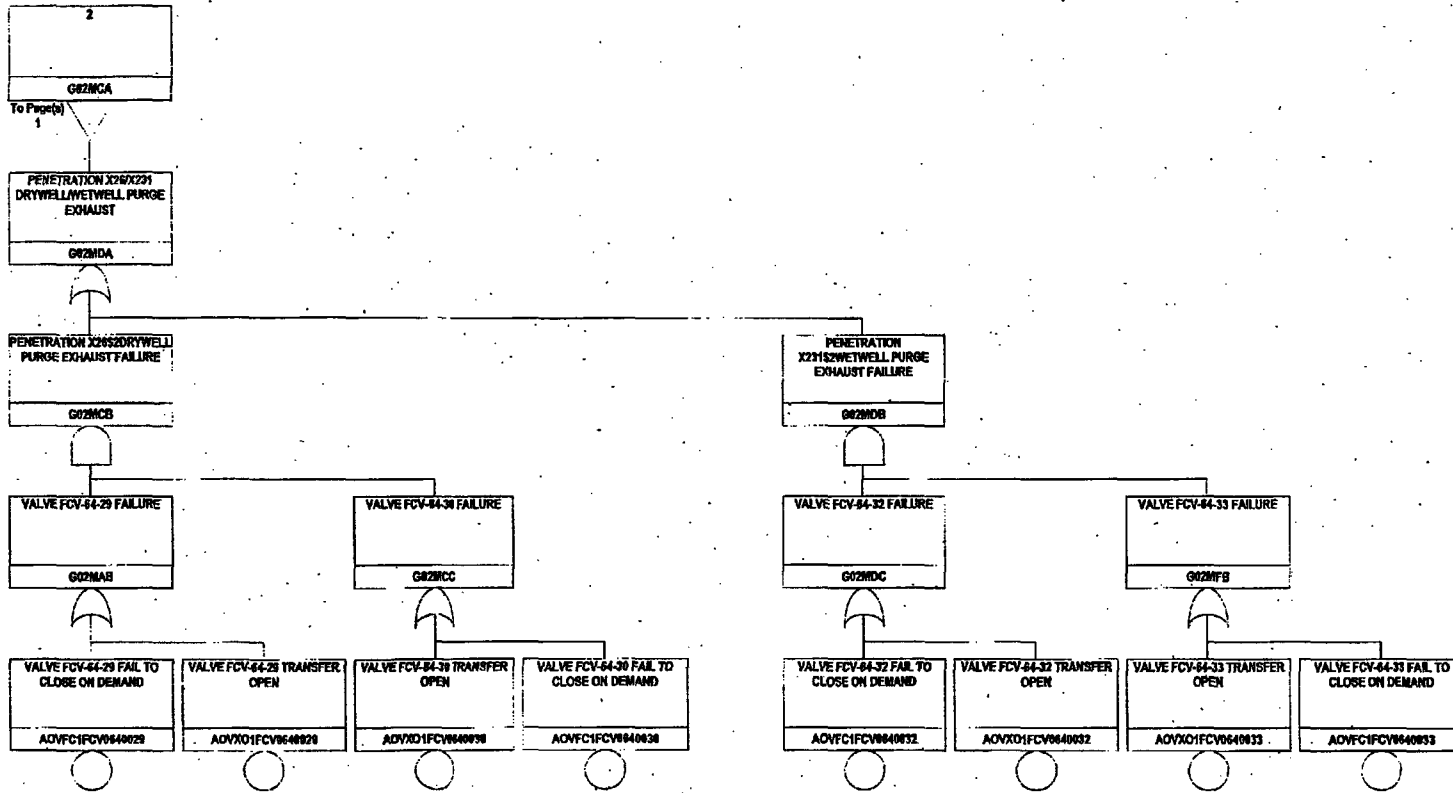 2
G02MCA
To Page(s)
1
PENETRATION X26/X231
DRYWELL/WETWELL PURGE
EXHAUST
G02MDA
PENETRATION X26$2DRYWELL
PURGE EXHAUST FAILURE
G02MCB
PENETRATION
X231$2WETWELL PURGE
EXHAUST FAILURE
G02MDB
VALVE FCV-64-29 FAILURE
G02MAB
VALVE FCV-64-30 FAILURE
G02MCC
VALVE FCV-64-32 FAILURE
G02MDC
VALVE FCV-64-33 FAILURE
G02MFB
VALVE FCV-64-29 FAIL TO
CLOSE ON DEMAND
AOVFC1FCV0640029
VALVE FCV-64-29 TRANSFER
OPEN
AOVXO1FCV0640029
VALVE FCV-64-30 TRANSFER
OPEN
AOVXO1FCV0640030
VALVE FCV-64-30 FAIL TO
CLOSE ON DEMAND
AOVFC1FCV0640030
VALVE FCV-64-32 FAIL TO
CLOSE ON DEMAND
AOVFC1FCV0640032
VALVE FCV-64-32 TRANSFER
OPEN
AOVXO1FCV0640032
VALVE FCV-64-33 TRANSFER
OPEN
AOVXO1FCV0640033
VALVE FCV-64-33 FAIL TO
CLOSE ON DEMAND
AOVFC1FCV0640033